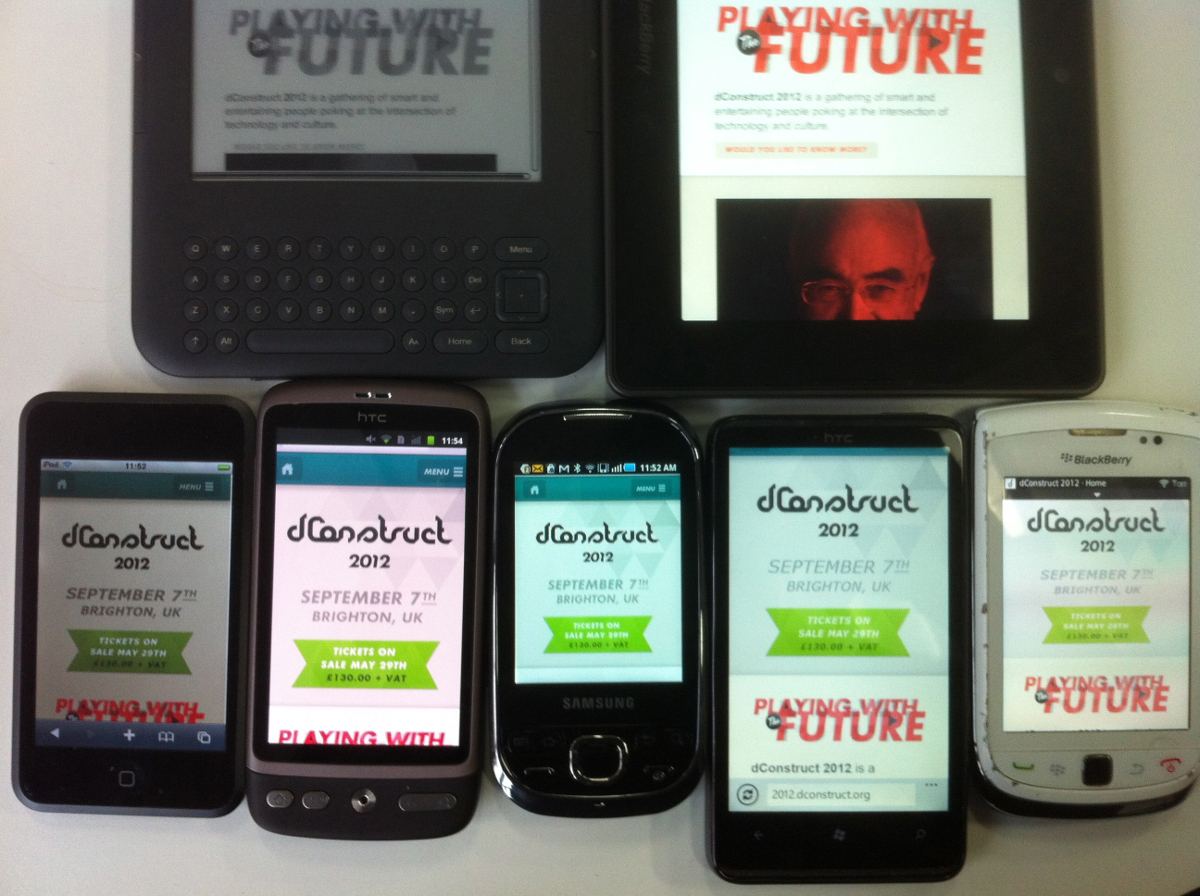 PLAYING WITH
The FUTURE
dConstruct 2012 is a gathering of smart and
entertaining people poking at the intersection of
technology and culture.
WOULD YOU LIKE TO KNOW MORE?
Q W E R T Y U I O P Menu
A S D F G H J K L Del
Z X C V B N M . Sym
Alt Aa Home Back
BlackBerry
PLAYING WITH
The FUTURE
dConstruct 2012 is a gathering of smart and
entertaining people poking at the intersection of
technology and culture.
WOULD YOU LIKE TO KNOW MORE?
iPod 11:52
MENU
dConstruct
2012
SEPTEMBER 7TH
BRIGHTON, UK
TICKETS ON
SALE MAY 29TH
£130.00 + VAT
PLAYING WITH
The FUTURE
hTC
11:54
MENU
dConstruct
2012
SEPTEMBER 7TH
BRIGHTON, UK
TICKETS ON
SALE MAY 29TH
£130.00 + VAT
PLAYING WITH
11:52 AM
MENU
dConstruct
2012
SEPTEMBER 7TH
BRIGHTON, UK
TICKETS ON
SALE MAY 29TH
£130.00 + VAT
SAMSUNG
hTC
dConstruct
2012
SEPTEMBER 7TH
BRIGHTON, UK
TICKETS ON
SALE MAY 29TH
£130.00 + VAT
PLAYING WITH
The FUTURE
dConstruct 2012 is a
2012.dconstruct.org
BlackBerry
dConstruct 2012 - Home
dConstruct
2012
SEPTEMBER 7TH
BRIGHTON, UK
TICKETS ON
SALE MAY 29TH
£130.00 + VAT
PLAYING WITH
The FUTURE